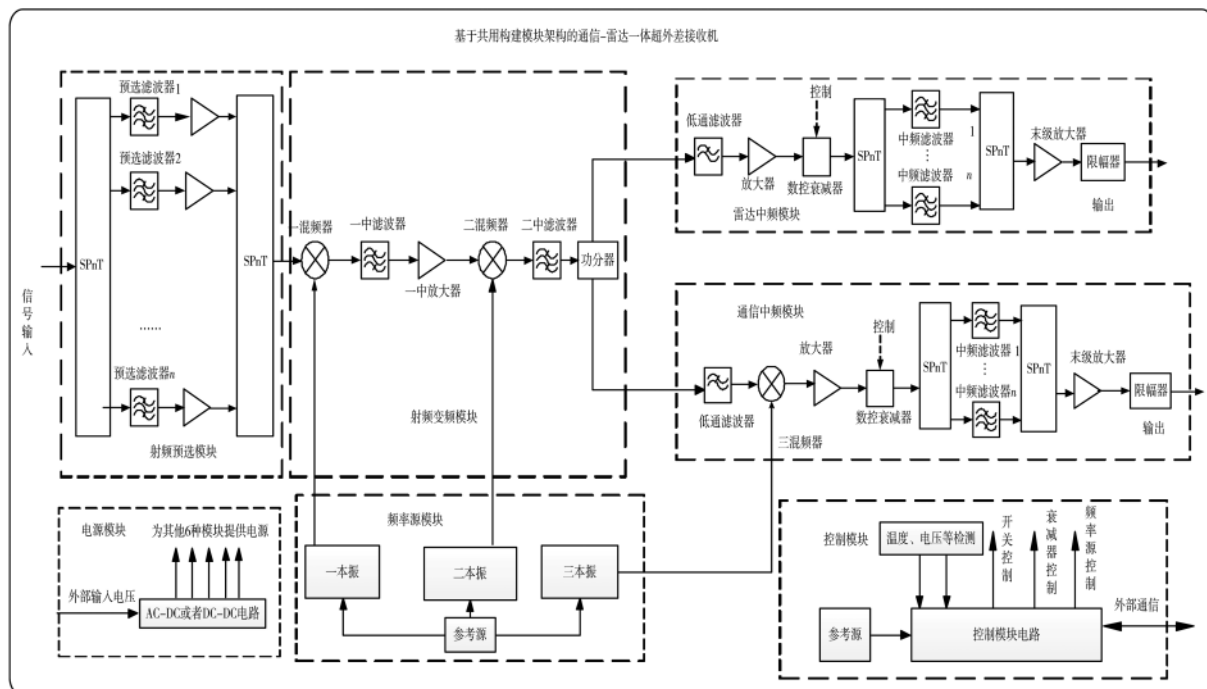 基于共用构建模块架构的通信-雷达一体超外差接收机
预选滤波器1
预选滤波器2
......
预选滤波器n
SPnT
SPnT
信号输入
射频预选模块
一混频器
一中滤波器
一中放大器
二混频器
二中滤波器
功分器
射频变频模块
低通滤波器
放大器
控制
数控衰减器
SPnT
中频滤波器 1
...
中频滤波器 n
SPnT
末级放大器
限幅器
输出
雷达中频模块
通信中频模块
低通滤波器
三混频器
放大器
控制
数控衰减器
SPnT
中频滤波器 1
...
中频滤波器n
SPnT
末级放大器
限幅器
输出
电源模块
为其他6种模块提供电源
外部输入电压
AC-DC或者DC-DC电路
频率源模块
一本振
二本振
三本振
参考源
控制模块
温度、电压等检测
开关控制
衰减器控制
频率源控制
参考源
控制模块电路
外部通信